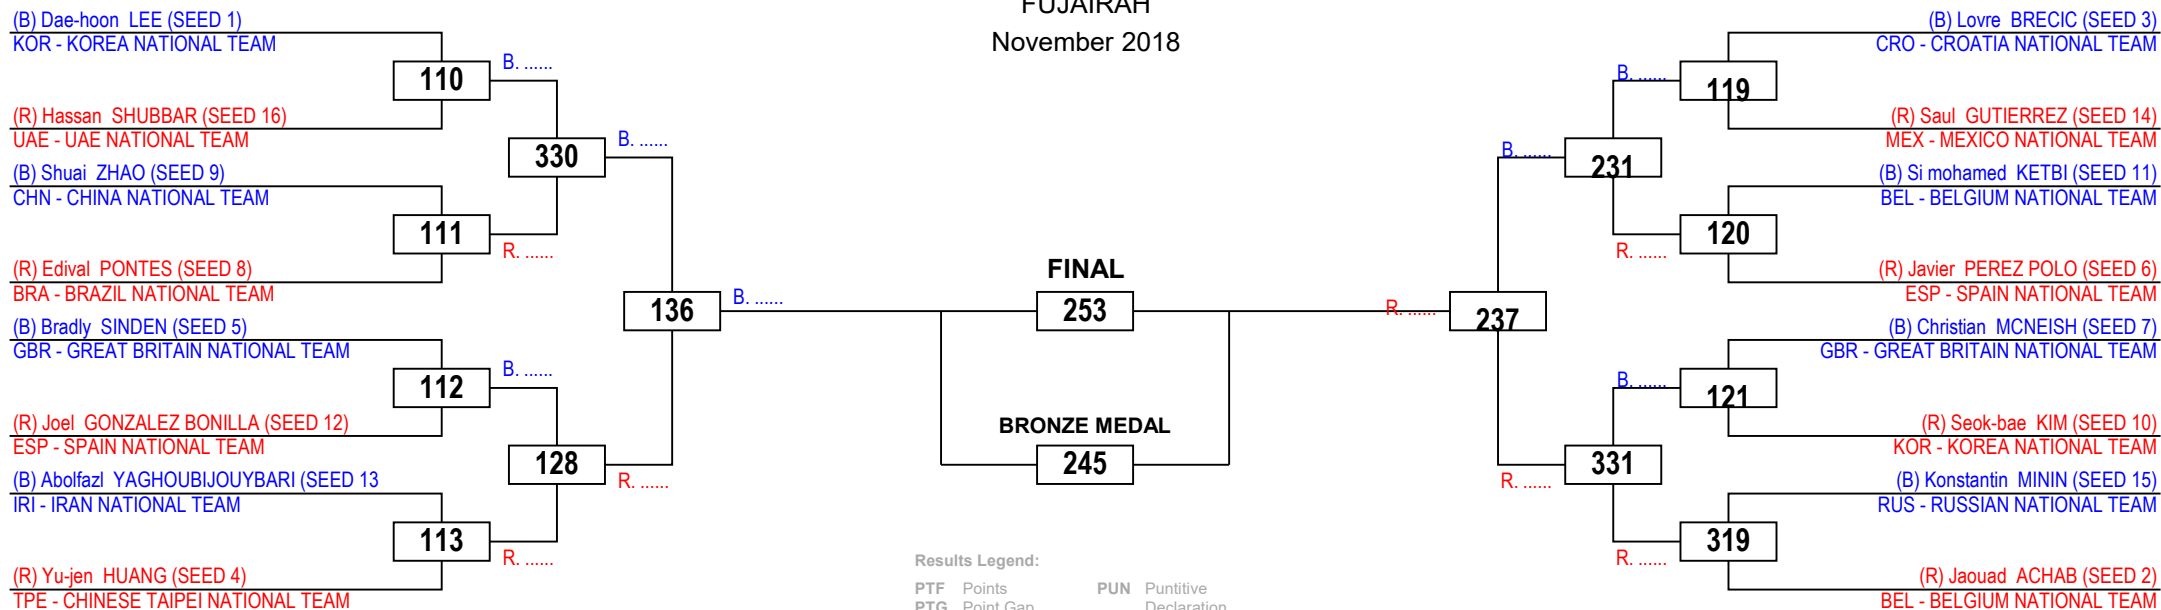 FUJAIRAH
November 2018
(B) Dae-hoon LEE (SEED 1)
KOR - KOREA NATIONAL TEAM
110
B. ......
(R) Hassan SHUBBAR (SEED 16)
UAE - UAE NATIONAL TEAM
330
B. ......
(B) Shuai ZHAO (SEED 9)
CHN - CHINA NATIONAL TEAM
111
R. ......
(R) Edival PONTES (SEED 8)
BRA - BRAZIL NATIONAL TEAM
136
B. ......
(B) Bradly SINDEN (SEED 5)
GBR - GREAT BRITAIN NATIONAL TEAM
112
B. ......
(R) Joel GONZALEZ BONILLA (SEED 12)
ESP - SPAIN NATIONAL TEAM
128
R. ......
(B) Abolfazl YAGHOUBIJOUYBARI (SEED 13
IRI - IRAN NATIONAL TEAM
113
R. ......
(R) Yu-jen HUANG (SEED 4)
TPE - CHINESE TAIPEI NATIONAL TEAM
FINAL
253
BRONZE MEDAL
245
Results Legend:
PTF Points PUN Puntitive
PTG Point Gap Declaration
(B) Lovre BRECIC (SEED 3)
CRO - CROATIA NATIONAL TEAM
B. ......
119
(R) Saul GUTIERREZ (SEED 14)
MEX - MEXICO NATIONAL TEAM
B. ......
231
(B) Si mohamed KETBI (SEED 11)
BEL - BELGIUM NATIONAL TEAM
R. ......
120
(R) Javier PEREZ POLO (SEED 6)
ESP - SPAIN NATIONAL TEAM
R. ......
237
(B) Christian MCNEISH (SEED 7)
GBR - GREAT BRITAIN NATIONAL TEAM
B. ......
121
(R) Seok-bae KIM (SEED 10)
KOR - KOREA NATIONAL TEAM
R. ......
331
(B) Konstantin MININ (SEED 15)
RUS - RUSSIAN NATIONAL TEAM
R. ......
319
(R) Jaouad ACHAB (SEED 2)
BEL - BELGIUM NATIONAL TEAM